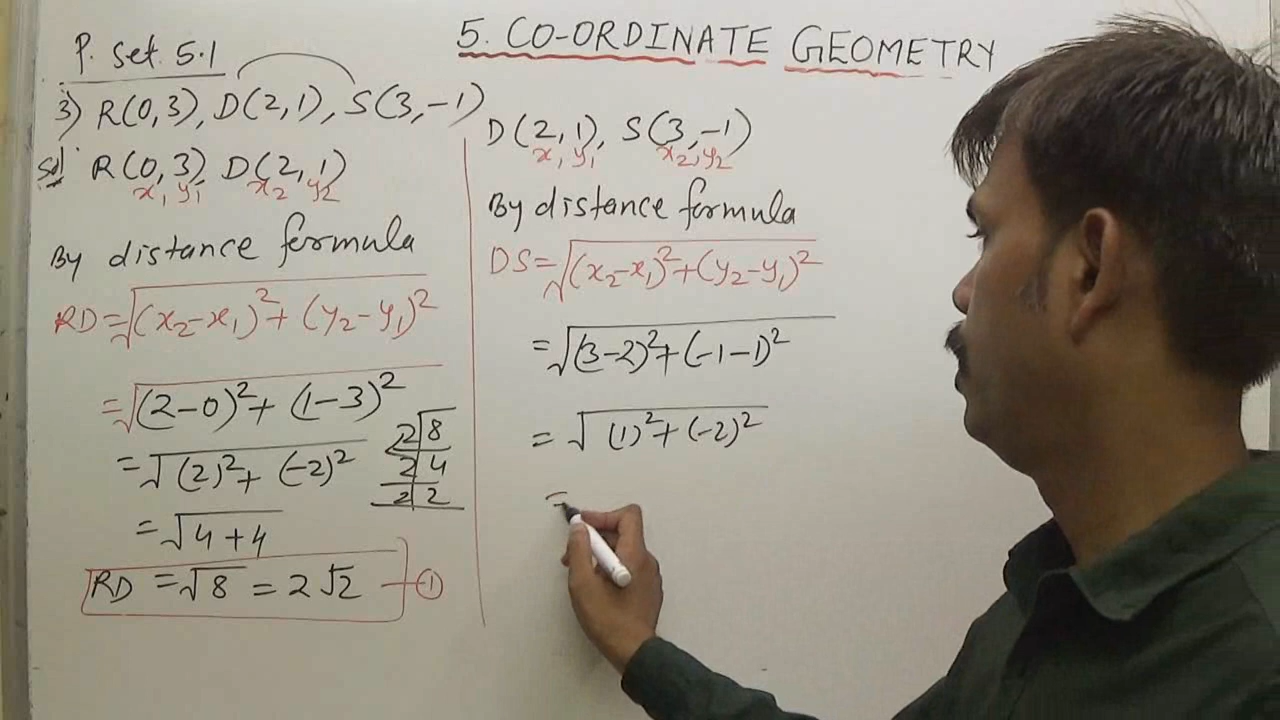 5. CO-ORDINATE GEOMETRY
P. Set. 5.1
3) R(0,3), D(2,1), S(3,-1)
Sol. R(0,3) D(2,1)
x₁ y₁ x₂ y₂
By distance formula
RD=√(x₂-x₁)²+(y₂-y₁)²
=√(2-0)²+(1-3)²
=√(2)²+(-2)²
=√4+4
2 8
2 4
2 2
RD =√8 = 2√2 —①
D(2,1), S(3,-1)
x₁ y₁ x₂,y₂
By distance formula
DS=√(x₂-x₁)²+(y₂-y₁)²
=√(3-2)²+(-1-1)²
= √(1)²+(-2)²
=